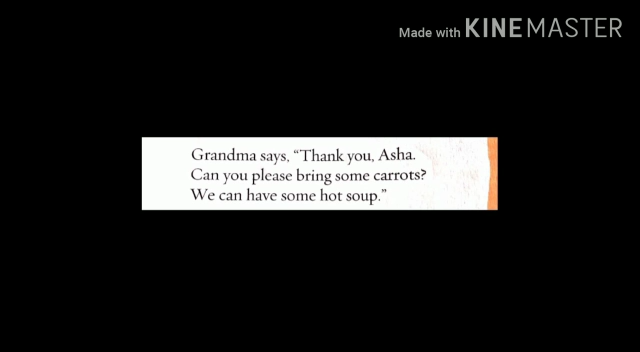 Made with KINEMASTER
Grandma says, “Thank you, Asha.
Can you please bring some carrots?
We can have some hot soup.”